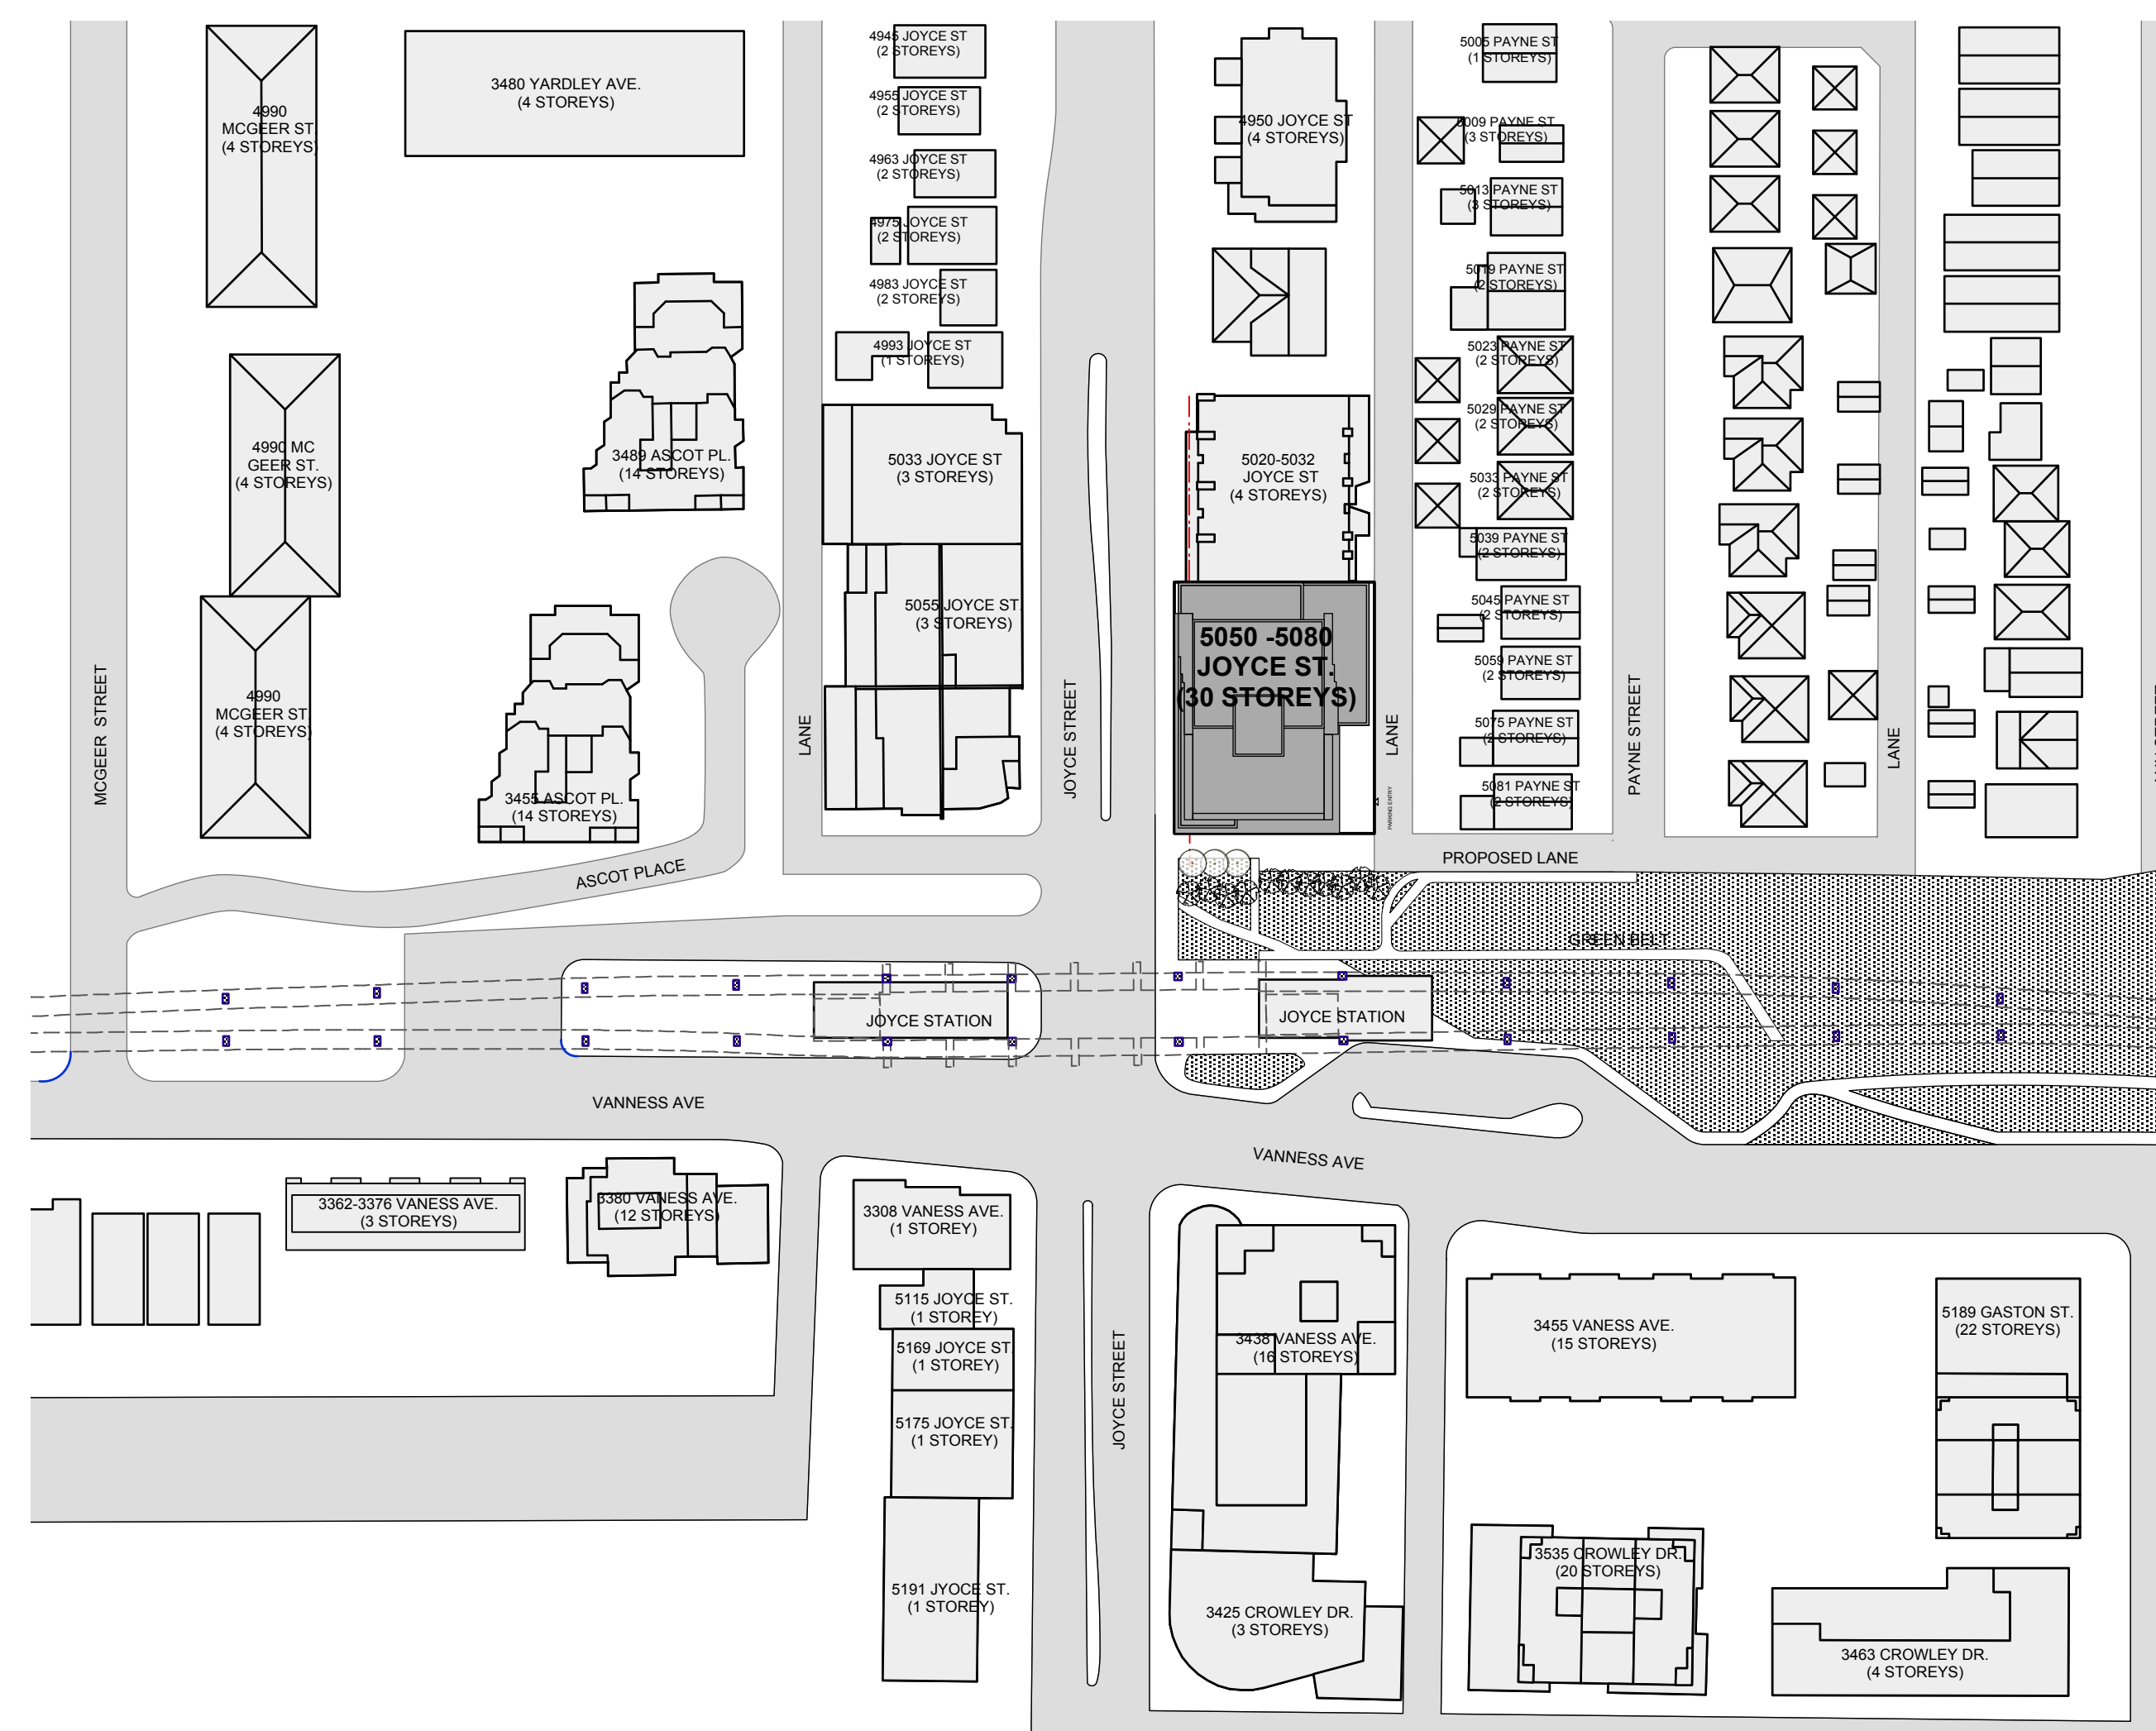 4990
MCGEER ST.
(4 STOREYS)
3480 YARDLEY AVE.
(4 STOREYS)
4945 JOYCE ST
(2 STOREYS)
4955 JOYCE ST
(2 STOREYS)
4963 JOYCE ST
(2 STOREYS)
4975 JOYCE ST
(2 STOREYS)
4983 JOYCE ST
(2 STOREYS)
4993 JOYCE ST
(1 STOREYS)
4950 JOYCE ST
(4 STOREYS)
5005 PAYNE ST
(1 STOREYS)
5009 PAYNE ST
(3 STOREYS)
5013 PAYNE ST
(3 STOREYS)
5019 PAYNE ST
(2 STOREYS)
5023 PAYNE ST
(2 STOREYS)
5029 PAYNE ST
(2 STOREYS)
5033 PAYNE ST
(2 STOREYS)
5039 PAYNE ST
(2 STOREYS)
5045 PAYNE ST
(2 STOREYS)
5059 PAYNE ST
(2 STOREYS)
5075 PAYNE ST
(2 STOREYS)
5081 PAYNE ST
(2 STOREYS)
4990 MC
GEER ST.
(4 STOREYS)
3489 ASCOT PL.
(14 STOREYS)
5033 JOYCE ST
(3 STOREYS)
5020-5032
JOYCE ST
(4 STOREYS)
5055 JOYCE ST.
(3 STOREYS)
5050 -5080
JOYCE ST.
(30 STOREYS)
4990
MCGEER ST.
(4 STOREYS)
3455 ASCOT PL.
(14 STOREYS)
MCGEER STREET
LANE
JOYCE STREET
LANE
PARKING ENTRY
PAYNE STREET
LANE
ASCOT PLACE
PROPOSED LANE
GREEN BELT
JOYCE STATION
JOYCE STATION
VANNESS AVE
VANNESS AVE
3362-3376 VANESS AVE.
(3 STOREYS)
3380 VANESS AVE.
(12 STOREYS)
3308 VANESS AVE.
(1 STOREY)
5115 JOYCE ST.
(1 STOREY)
5169 JOYCE ST.
(1 STOREY)
5175 JOYCE ST.
(1 STOREY)
5191 JYOCE ST.
(1 STOREY)
JOYCE STREET
3438 VANESS AVE.
(16 STOREYS)
3425 CROWLEY DR.
(3 STOREYS)
3455 VANESS AVE.
(15 STOREYS)
5189 GASTON ST.
(22 STOREYS)
3535 CROWLEY DR.
(20 STOREYS)
3463 CROWLEY DR.
(4 STOREYS)